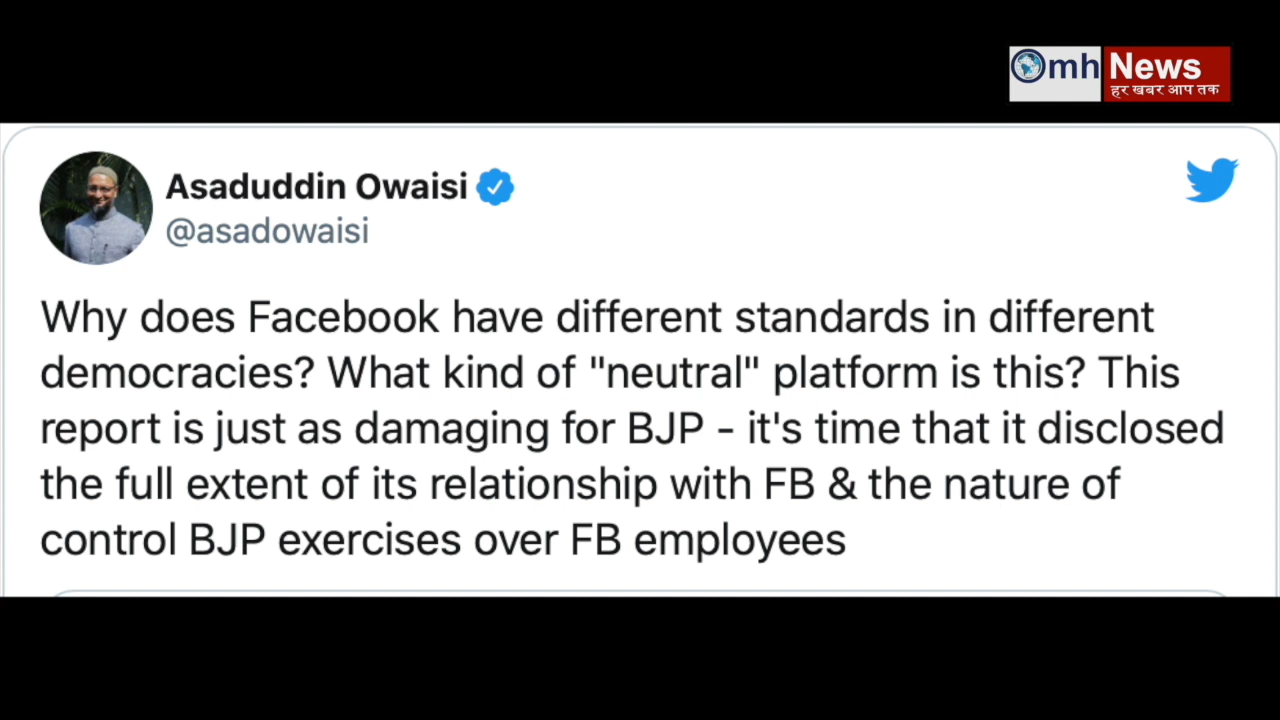 mh News
हर खबर आप तक
Asaduddin Owaisi
@asadowaisi
Why does Facebook have different standards in different
democracies? What kind of "neutral" platform is this? This
report is just as damaging for BJP - it's time that it disclosed
the full extent of its relationship with FB & the nature of
control BJP exercises over FB employees